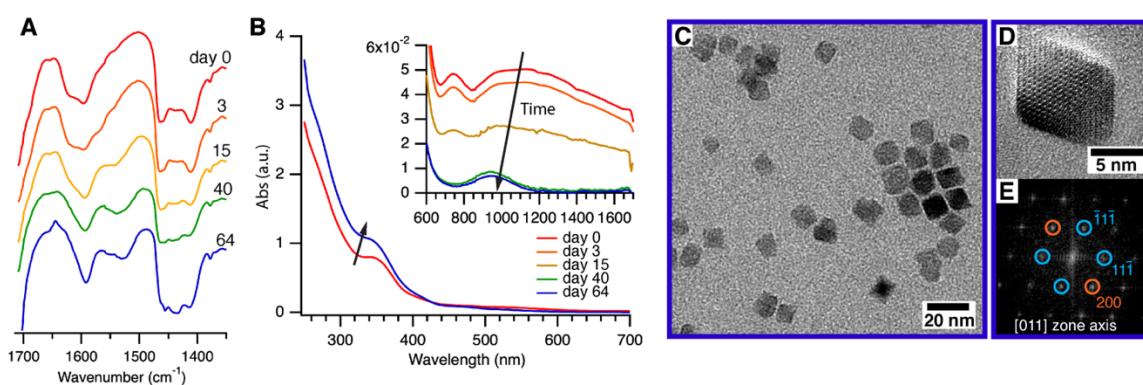 A
day 0
3
15
40
64
1700
1600
1500
1400
Wavenumber (cm⁻¹)
B
Abs (a.u.)
4
3
2
1
0
300
400
500
600
700
Wavelength (nm)
6x10⁻²
5
4
3
2
1
0
600
800
1000
1200
1400
1600
Time
day 0
day 3
day 15
day 40
day 64
C
20 nm
D
5 nm
E
1̄11̄
11̄1̄
200
[011] zone axis